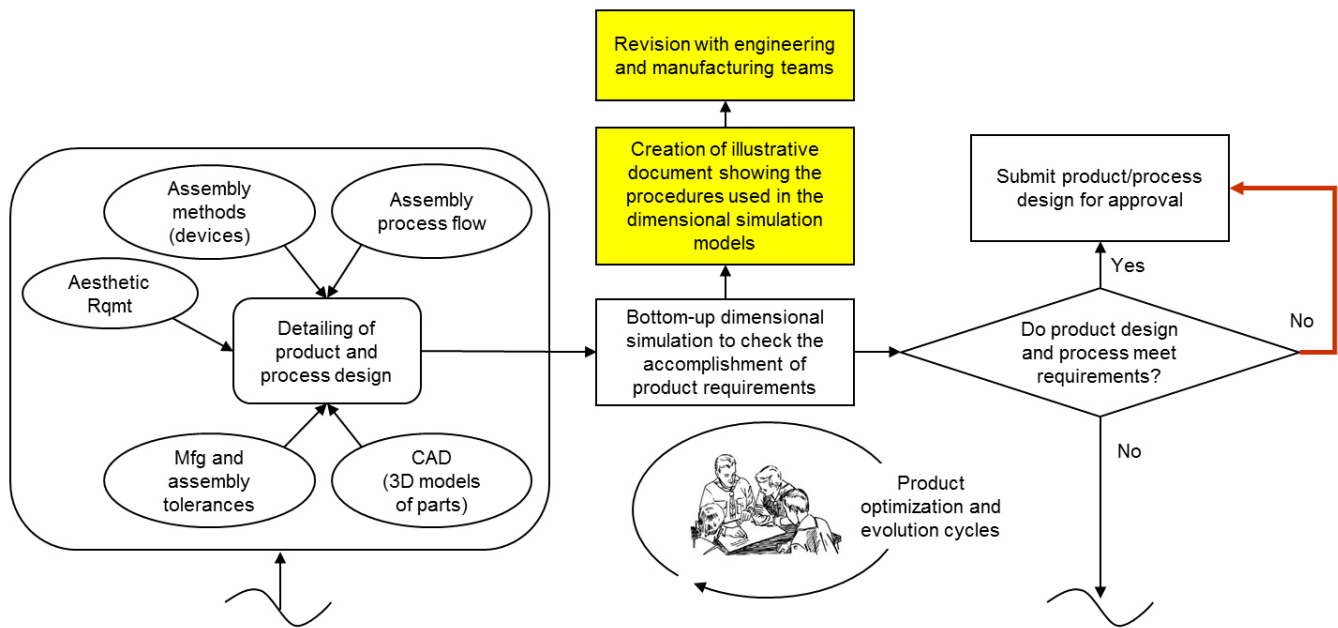 Revision with engineering
and manufacturing teams
Creation of illustrative
document showing the
procedures used in the
dimensional simulation
models
Submit product/process
design for approval
Assembly
methods
(devices)
Assembly
process flow
Aesthetic
Rqmt
Detailing of
product and
process design
Mfg and
assembly
tolerances
CAD
(3D models
of parts)
Bottom-up dimensional
simulation to check the
accomplishment of
product requirements
Yes
Do product design
and process meet
requirements?
No
No
Product
optimization and
evolution cycles